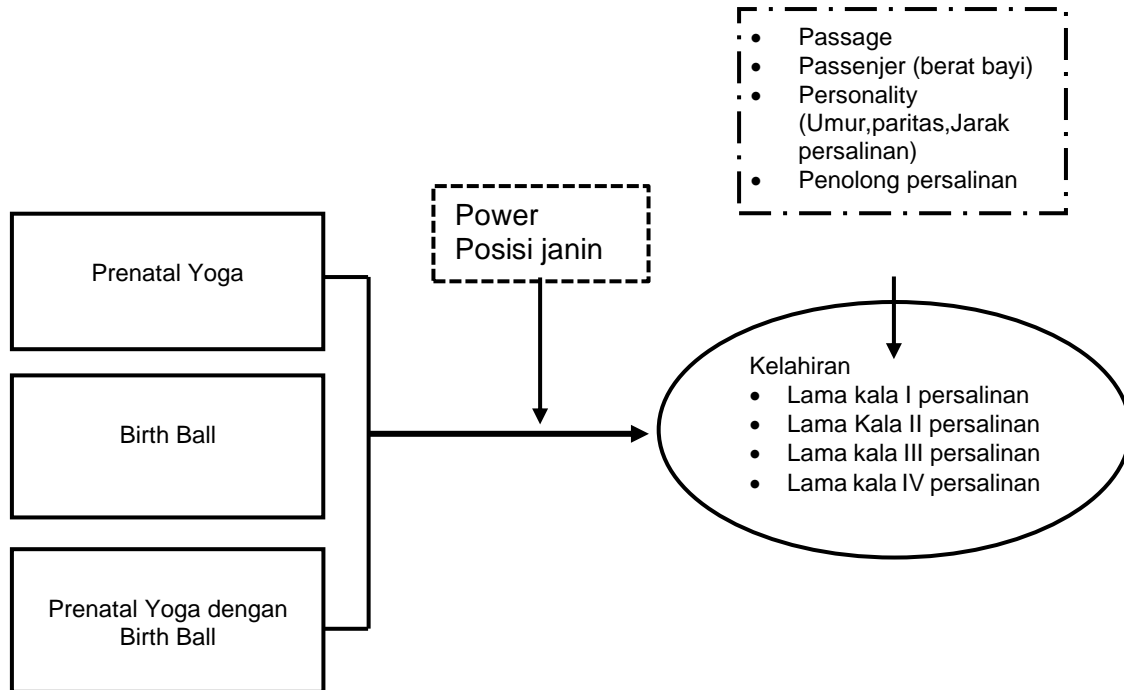 • Passage
• Passenjer (berat bayi)
• Personality
(Umur,paritas,Jarak
persalinan)
• Penolong persalinan
Power
Posisi janin
Prenatal Yoga
Birth Ball
Prenatal Yoga dengan
Birth Ball
Kelahiran
• Lama kala I persalinan
• Lama Kala II persalinan
• Lama kala III persalinan
• Lama kala IV persalinan